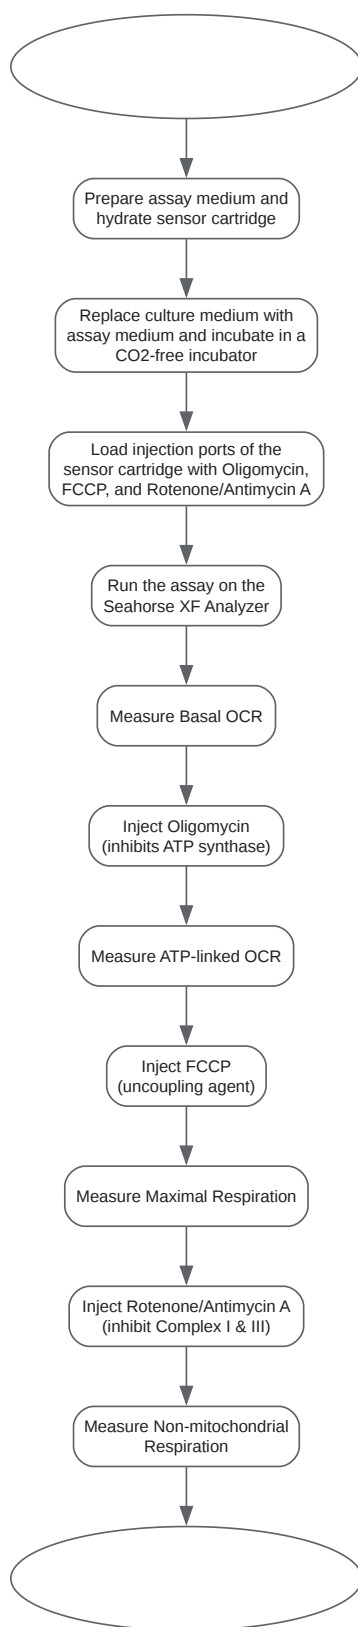 Prepare assay medium and
hydrate sensor cartridge
Replace culture medium with
assay medium and incubate in a
CO2-free incubator
Load injection ports of the
sensor cartridge with Oligomycin,
FCCP, and Rotenone/Antimycin A
Run the assay on the
Seahorse XF Analyzer
Measure Basal OCR
Inject Oligomycin
(inhibits ATP synthase)
Measure ATP-linked OCR
Inject FCCP
(uncoupling agent)
Measure Maximal Respiration
Inject Rotenone/Antimycin A
(inhibit Complex I & III)
Measure Non-mitochondrial
Respiration